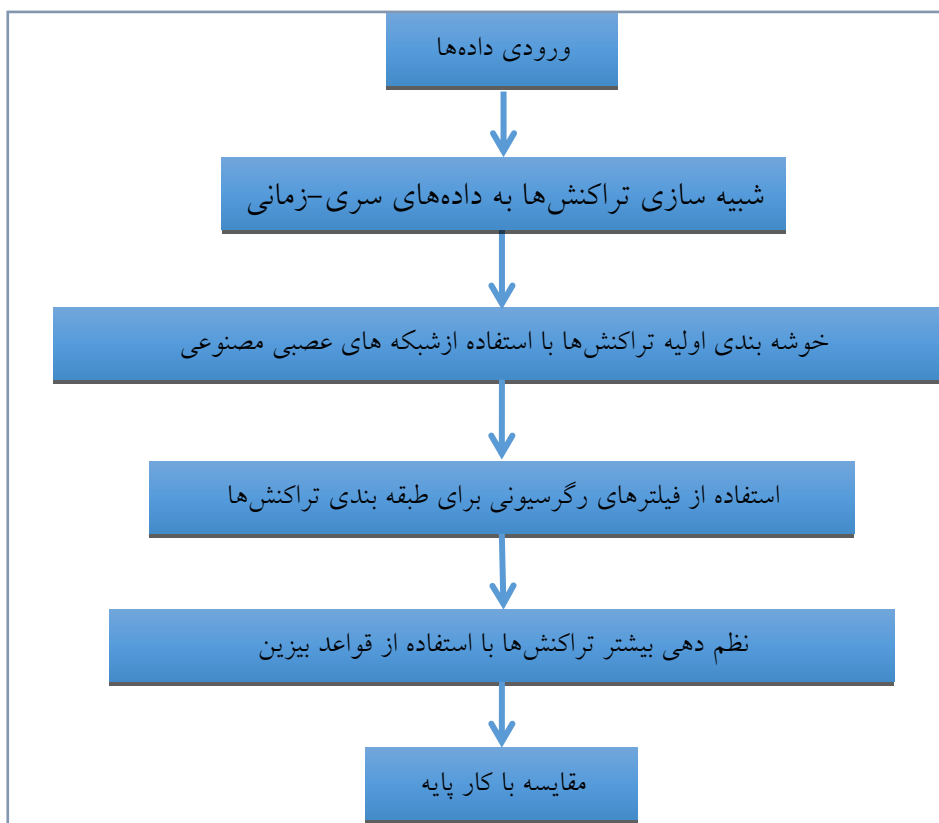 ورودی داده‌ها
شبیه سازی تراکنش‌ها به داده‌های سری-زمانی
خوشه بندی اولیه تراکنش‌ها با استفاده ازشبکه های عصبی مصنوعی
استفاده از فیلترهای رگرسیونی برای طبقه بندی تراکنش‌ها
نظم دهی بیشتر تراکنش‌ها با استفاده از قواعد بیزین
مقایسه با کار پایه